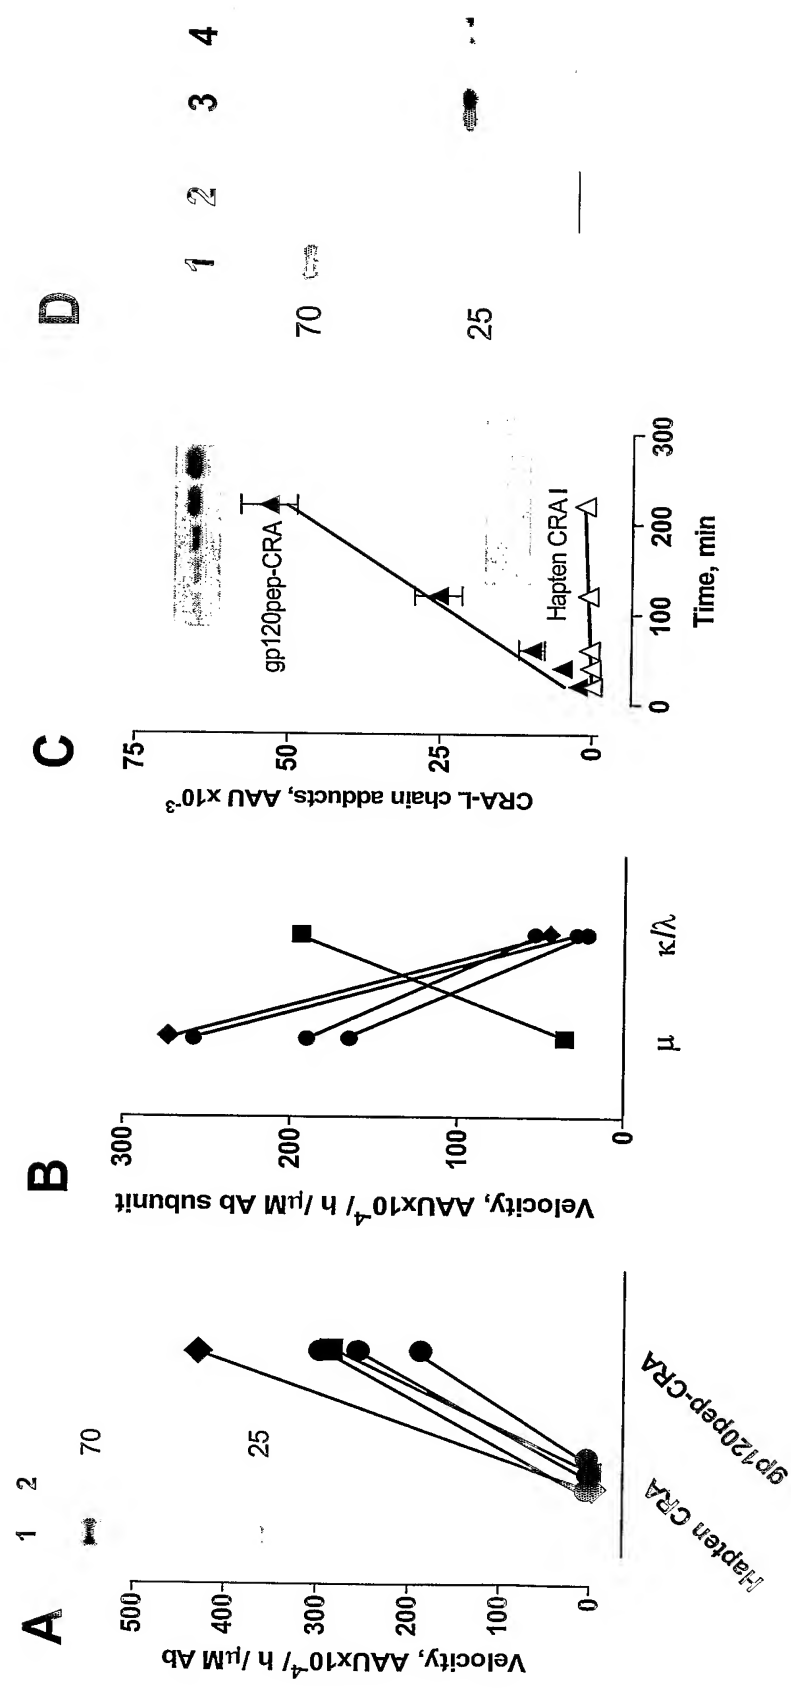 A
1 2
70
25
500
400
300
200
100
0
Velocity, AAUx10⁻⁴/ h / µM Ab
Hapten CRA
gp120pep-CRA
B
300
200
100
0
Velocity, AAUx10⁻⁴/ h / µM Ab subunit
µ
κ/λ
C
75
50
25
0
CRA-L chain adducts, AAU x10⁻³
gp120pep-CRA
Hapten CRA I
0 100 200 300
Time, min
D
1 2 3 4
70
25